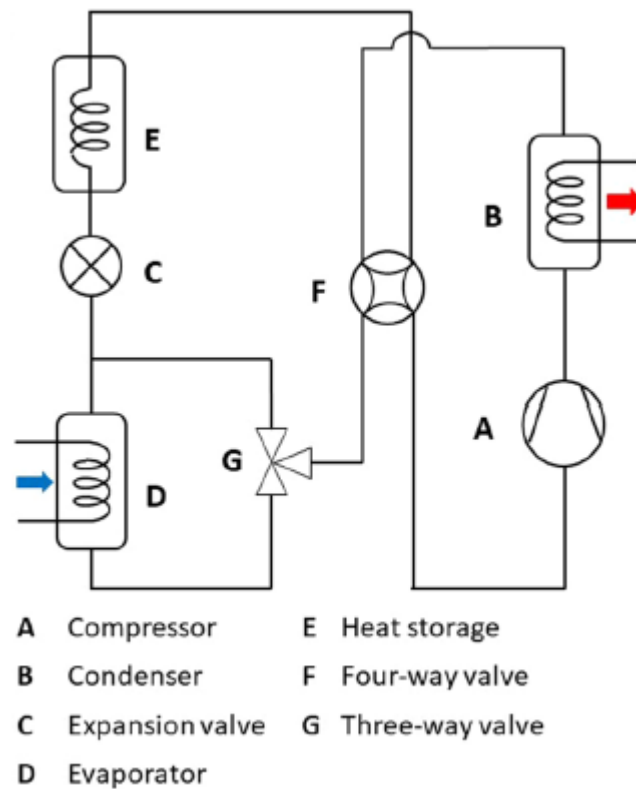 E
B
C
F
A
G
D
A Compressor E Heat storage
B Condenser F Four-way valve
C Expansion valve G Three-way valve
D Evaporator